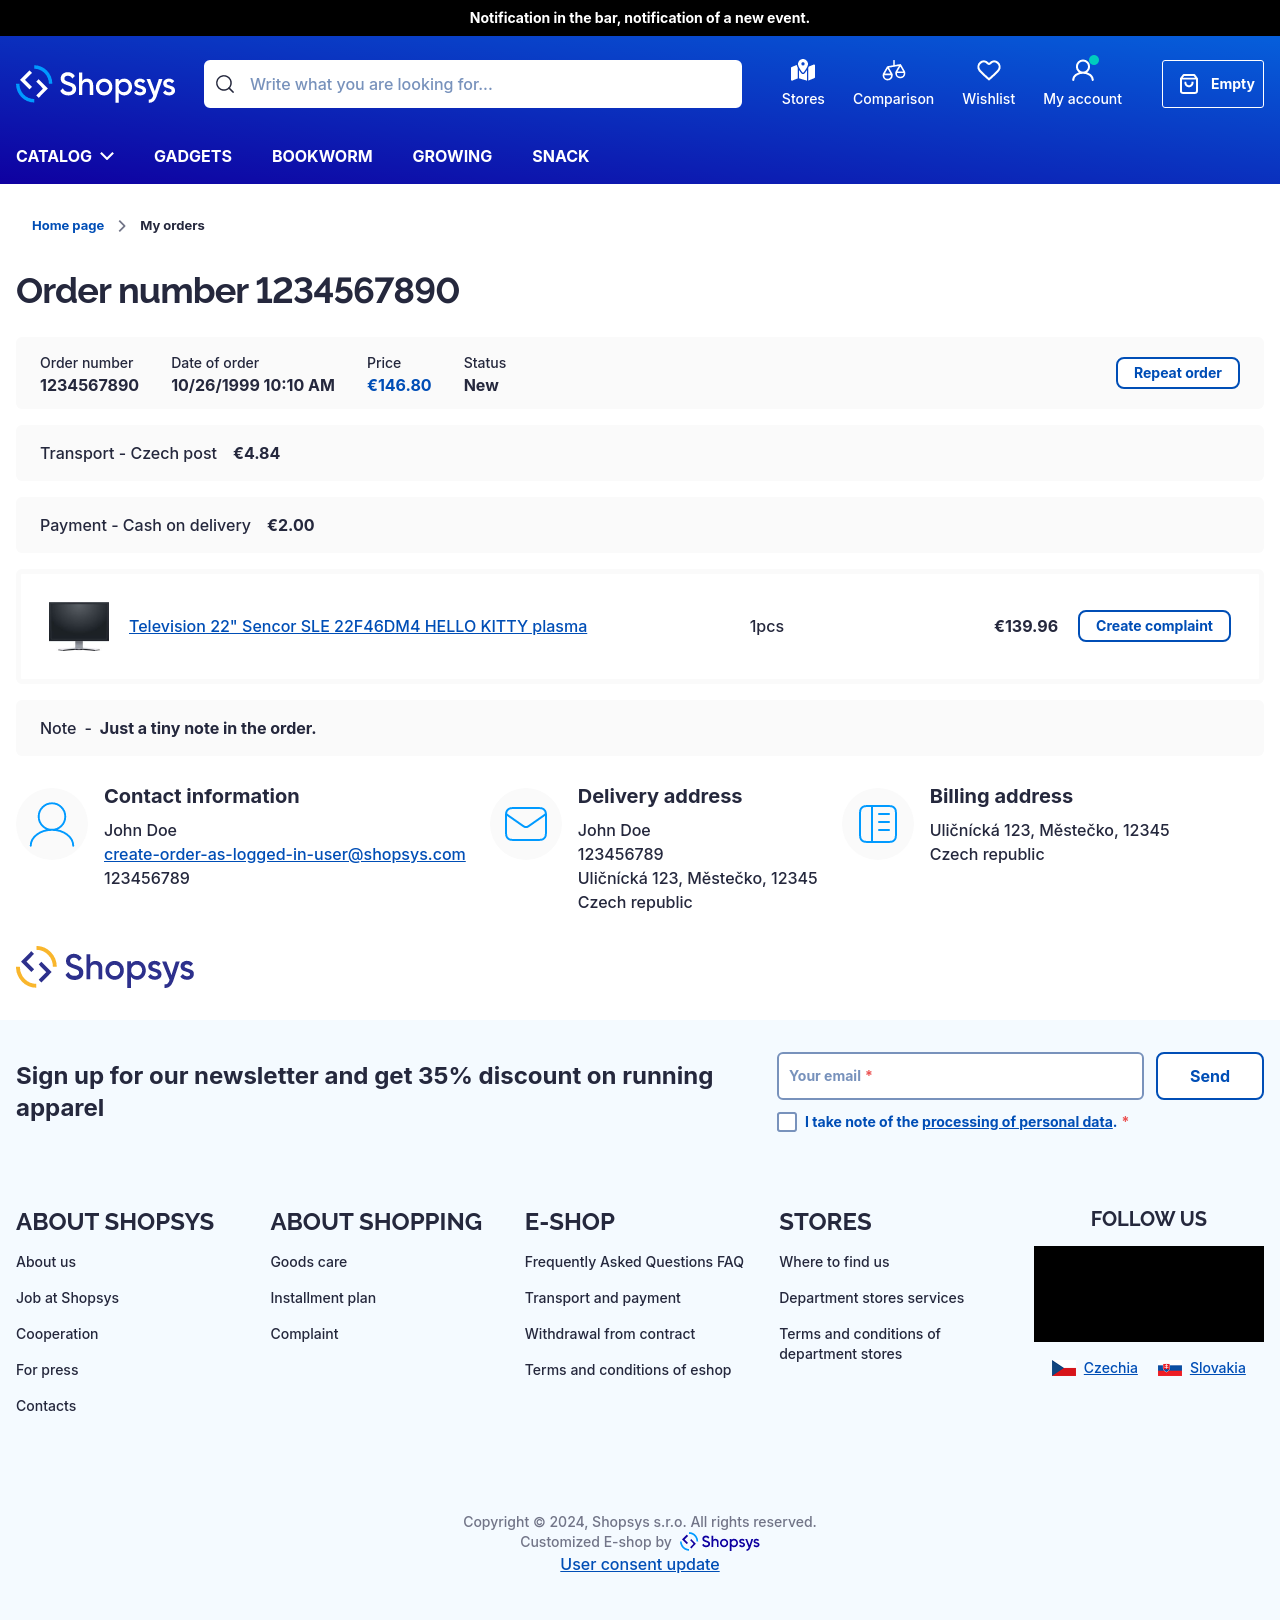 Notification in the bar, notification of a new event.
Shopsys
Write what you are looking for...
Stores
Comparison
Wishlist
My account
Empty
CATALOG
GADGETS
BOOKWORM
GROWING
SNACK
Home page
My orders
Order number 1234567890
Order number
1234567890
Date of order
10/26/1999 10:10 AM
Price
€146.80
Status
New
Repeat order
Transport - Czech post €4.84
Payment - Cash on delivery €2.00
Television 22" Sencor SLE 22F46DM4 HELLO KITTY plasma
1pcs
€139.96
Create complaint
Note - Just a tiny note in the order.
Contact information
John Doe
create-order-as-logged-in-user@shopsys.com
123456789
Delivery address
John Doe
123456789
Uličnícká 123, Městečko, 12345
Czech republic
Billing address
Uličnícká 123, Městečko, 12345
Czech republic
Shopsys
Sign up for our newsletter and get 35% discount on running
apparel
Your email *
Send
I take note of the processing of personal data. *
ABOUT SHOPSYS
About us
Job at Shopsys
Cooperation
For press
Contacts
ABOUT SHOPPING
Goods care
Installment plan
Complaint
E-SHOP
Frequently Asked Questions FAQ
Transport and payment
Withdrawal from contract
Terms and conditions of eshop
STORES
Where to find us
Department stores services
Terms and conditions of
department stores
FOLLOW US
Czechia
Slovakia
Copyright © 2024, Shopsys s.r.o. All rights reserved.
Customized E-shop by Shopsys
User consent update